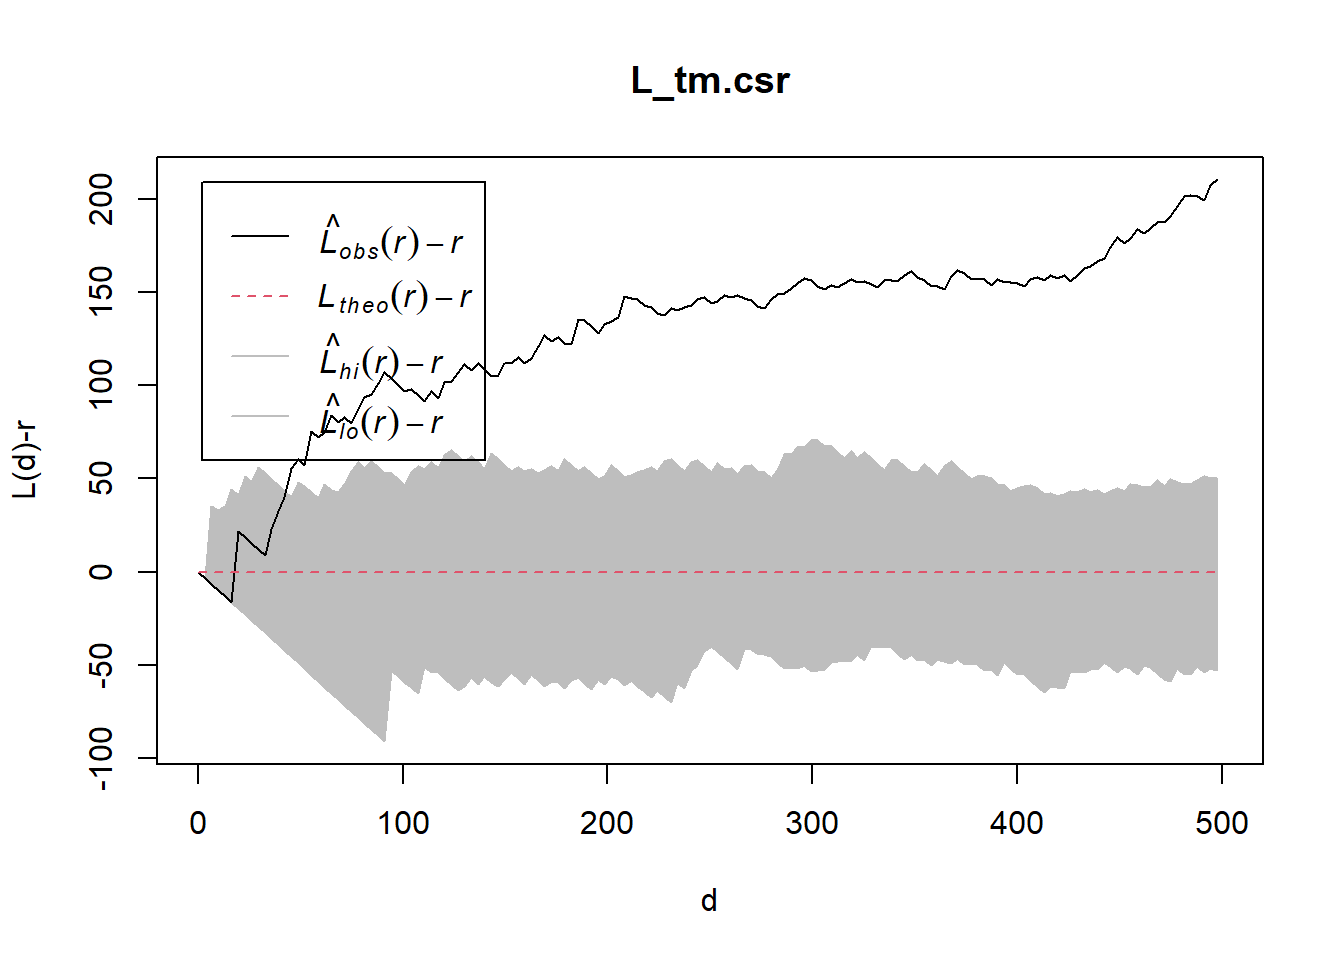 L_tm.csr
L̂obs(r) − r
Ltheo(r) − r
L̂hi(r) − r
L̂lo(r) − r
L(d)-r
200
150
100
50
0
-50
-100
0 100 200 300 400 500
d